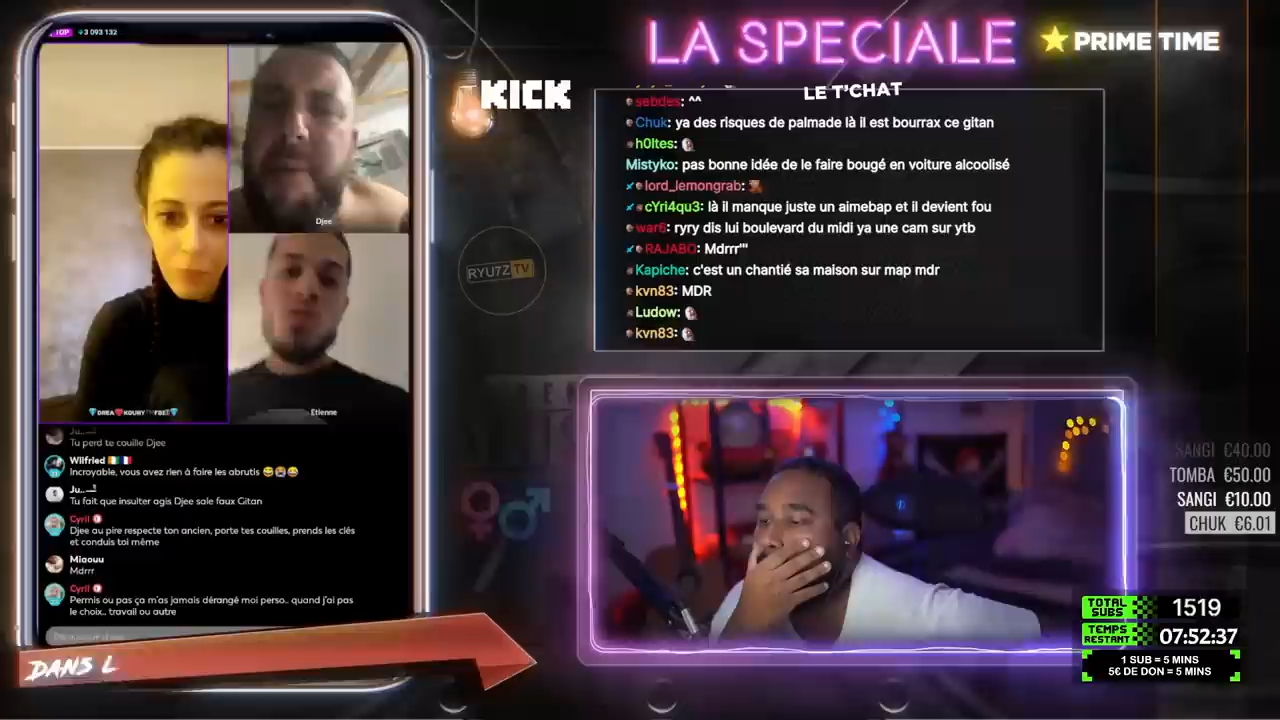 TOP +3 093 132
Djee
DREA KOURY
Etienne
Tu perd te couille Djee
Wilfried
Incroyable, vous avez rien à faire les abrutis
Tu fait que insulter agis Djee sale faux Gitan
Cyril
Djee au pire respecte ton ancien, porte tes couilles, prends les clés
et conduis toi même
Miaouu
Mdrrr
Cyril
Permis ou pas ça m'as jamais dérangé moi perso.. quand j'ai pas
le choix.. travail ou autre
DANS L
KICK
RYU7Z TV
LA SPECIALE
PRIME TIME
LE T'CHAT
sebdes: ^^
Chuk: ya des risques de palmade là il est bourrax ce gitan
h0ltes:
Mistyko: pas bonne idée de le faire bougé en voiture alcoolisé
lord_lemongrab:
cYri4qu3: là il manque juste un aimebap et il devient fou
war6: ryry dis lui boulevard du midi ya une cam sur ytb
RAJABO: Mdrrr'''
Kapiche: c'est un chantié sa maison sur map mdr
kvn83: MDR
Ludow:
kvn83:
SANGI €40.00
TOMBA €50.00
SANGI €10.00
CHUK €6.01
TOTAL SUBS 1519
TEMPS RESTANT 07:52:37
1 SUB = 5 MINS
5€ DE DON = 5 MINS